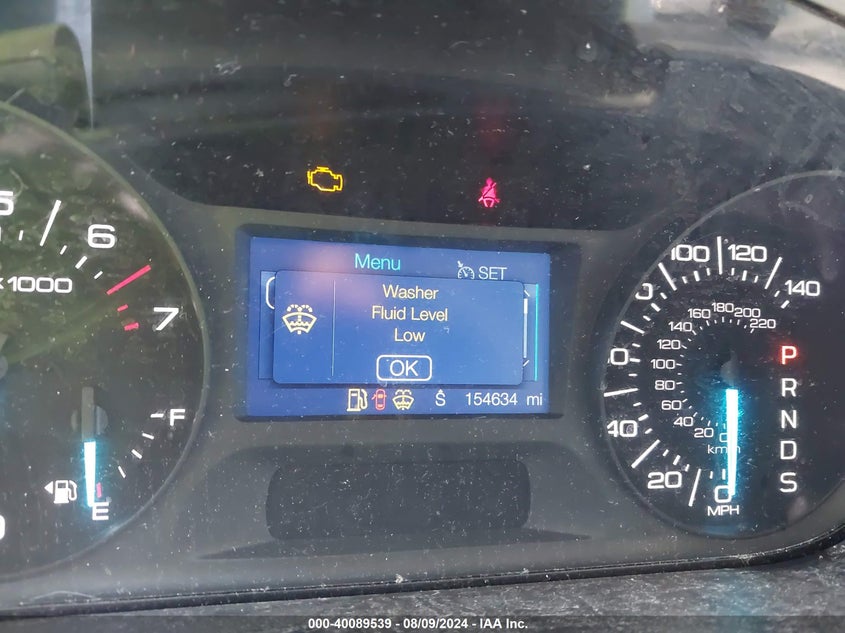 5
6
x1000
7
F
E
Menu
SET
Washer
Fluid Level
Low
OK
S
154634 mi
100 120
140
40
20
0
MPH
220
200
180
160
140
120
100
80
60
40
20
0
km/h
P
R
N
D
S
000-40089539 - 08/09/2024 - IAA Inc.